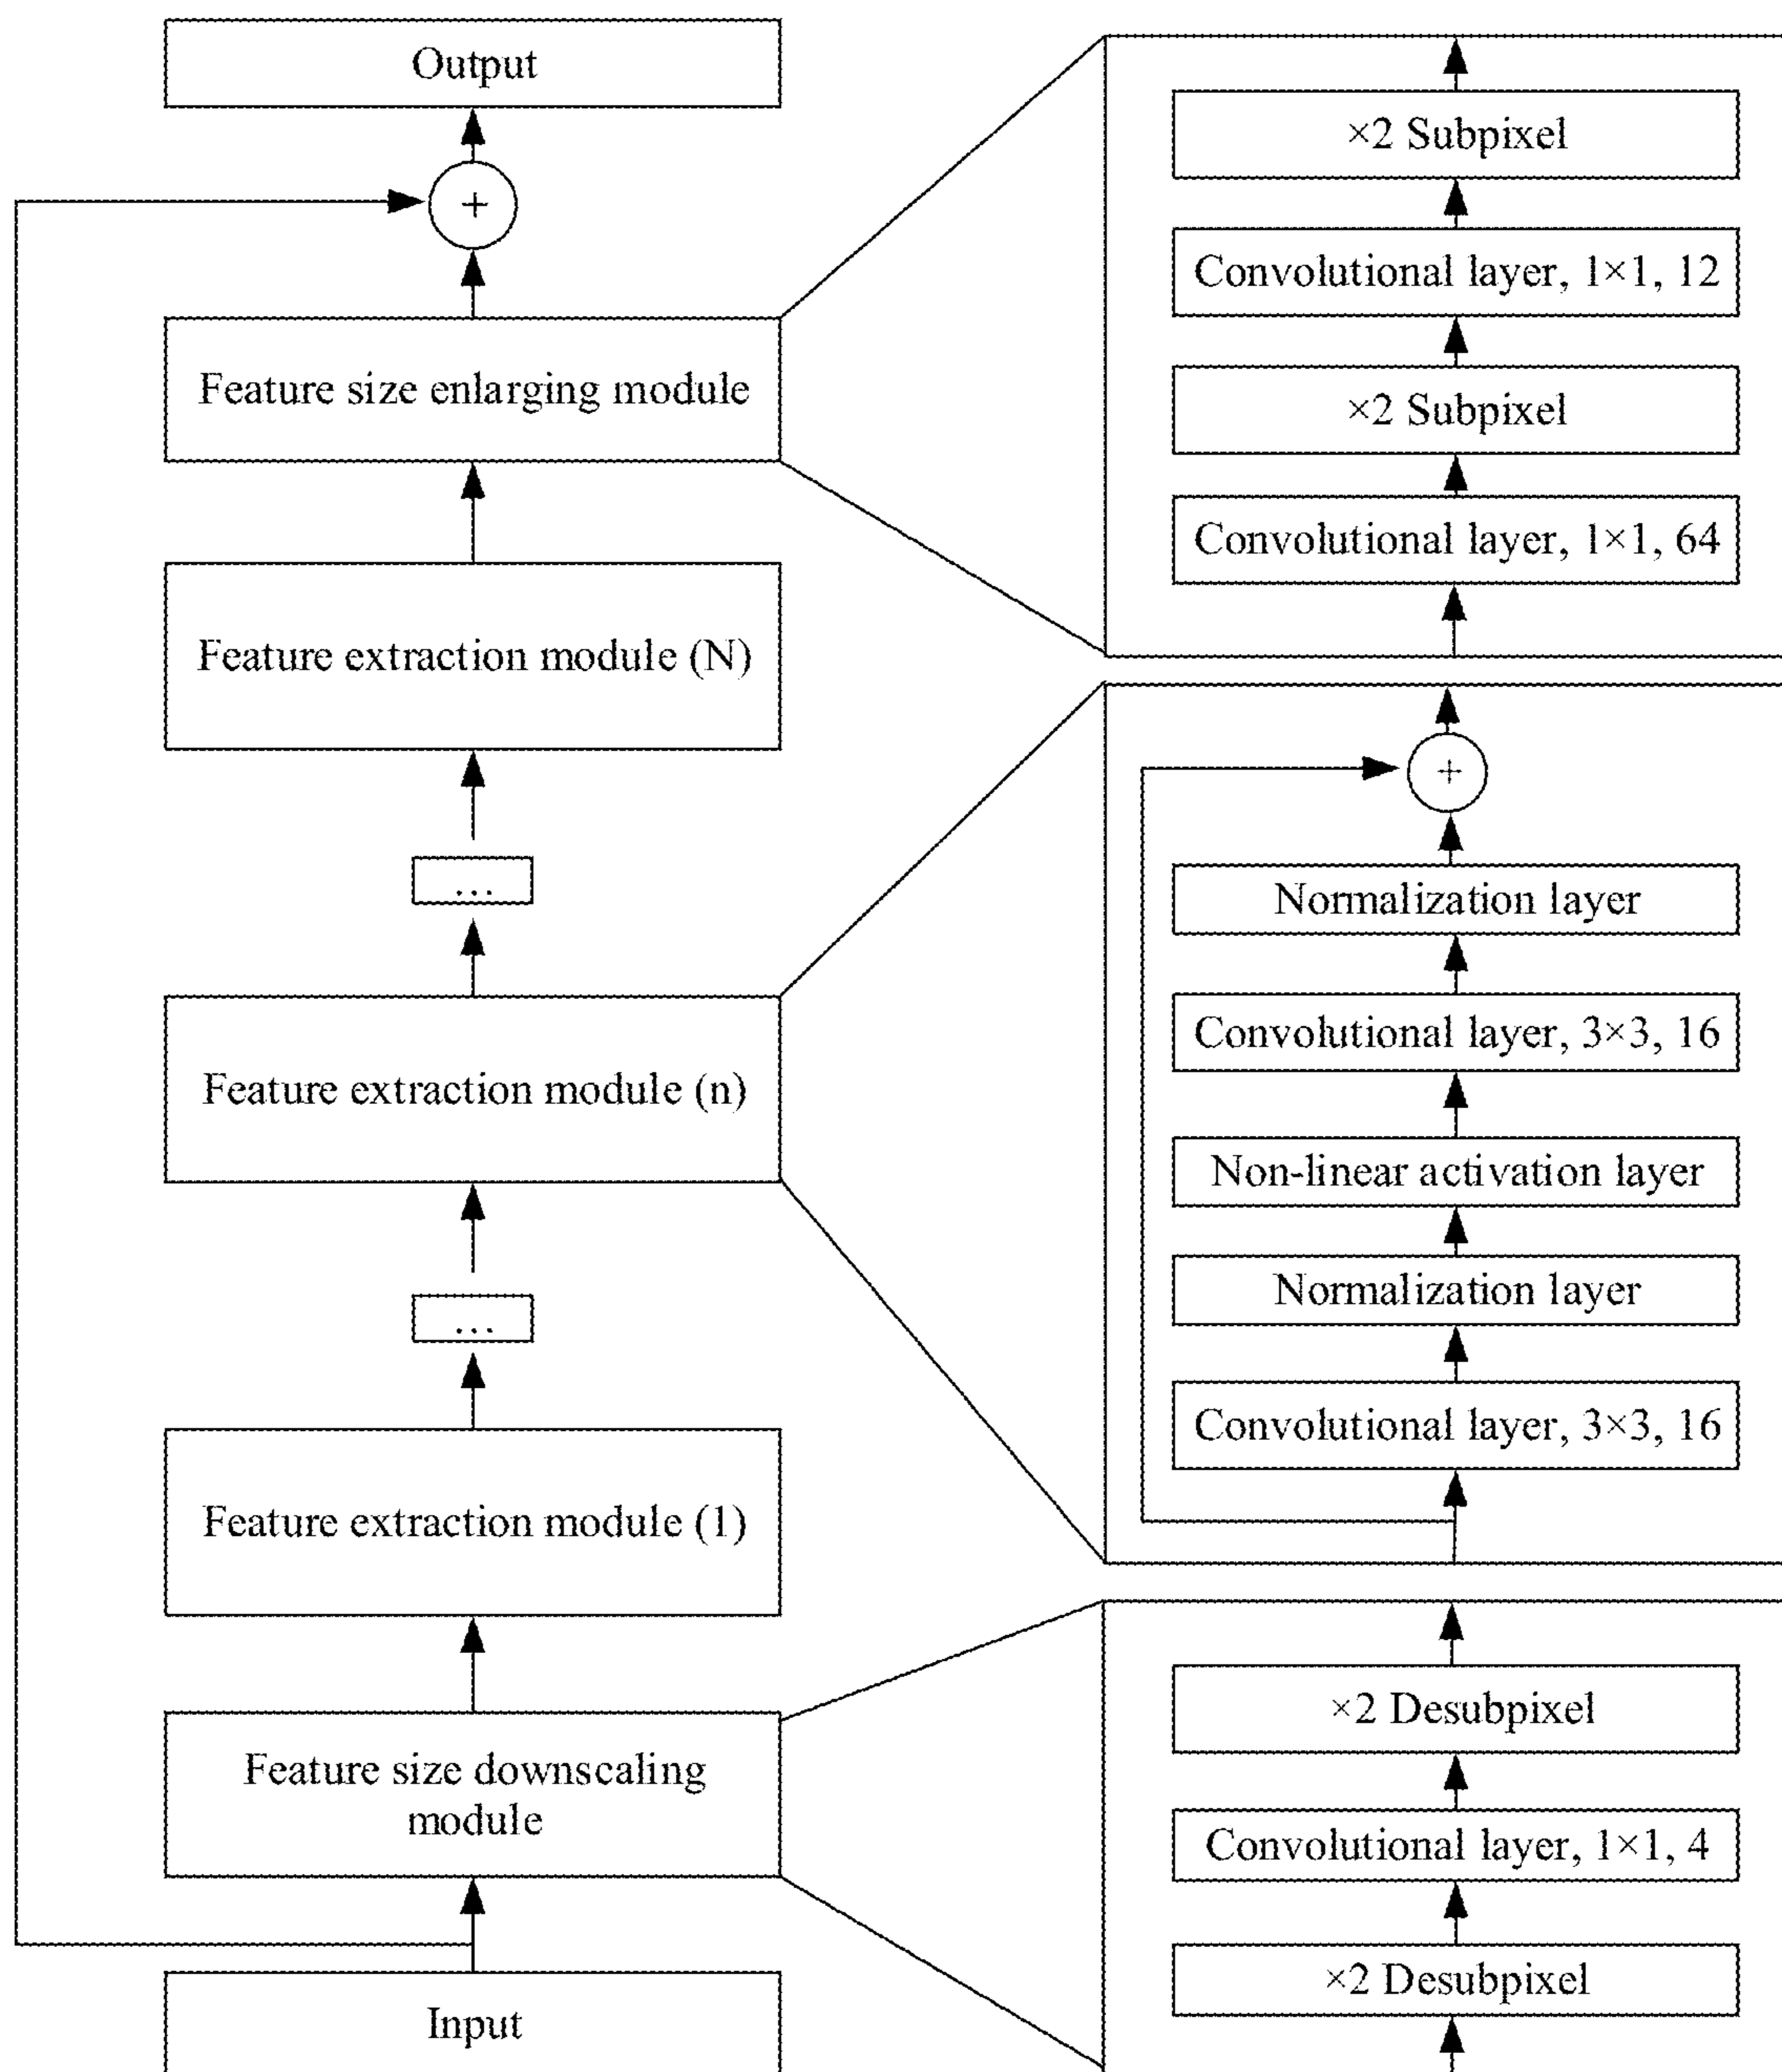 Output
+
Feature size enlarging module
Feature extraction module (N)
...
Feature extraction module (n)
...
Feature extraction module (1)
Feature size downscaling
module
Input
×2 Subpixel
Convolutional layer, 1×1, 12
×2 Subpixel
Convolutional layer, 1×1, 64
+
Normalization layer
Convolutional layer, 3×3, 16
Non-linear activation layer
Normalization layer
Convolutional layer, 3×3, 16
×2 Desubpixel
Convolutional layer, 1×1, 4
×2 Desubpixel